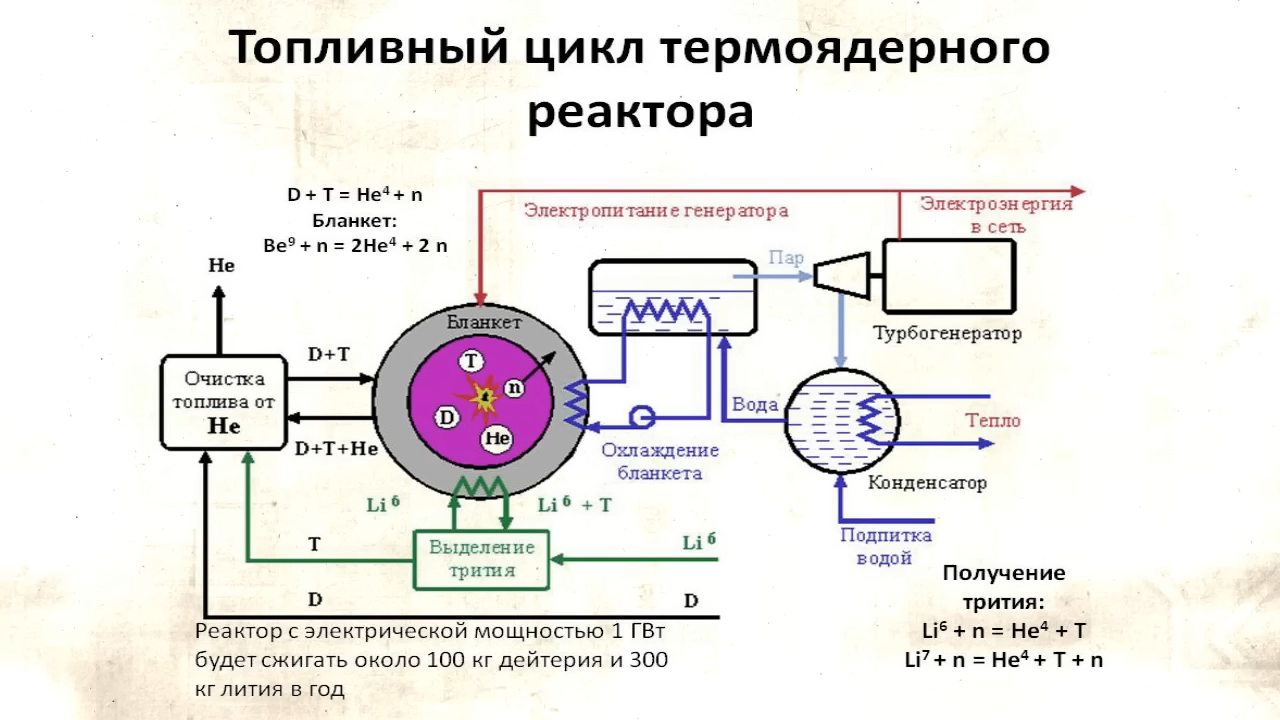 Топливный цикл термоядерного
реактора
D + T = He⁴ + n
Бланкет:
Be⁹ + n = 2He⁴ + 2 n
Электропитание генератора
Электроэнергия
в сеть
He
Пар
Бланкет
Турбогенератор
D+T
T
n
D
He
Очистка
топлива от
He
D+T+He
Вода
Тепло
Охлаждение
бланкета
Конденсатор
Li⁶
Li⁶ + T
T
Выделение
трития
Li⁶
Подпитка
водой
D
D
Получение
трития:
Li⁶ + n = He⁴ + T
Li⁷ + n = He⁴ + T + n
Реактор с электрической мощностью 1 ГВт
будет сжигать около 100 кг дейтерия и 300
кг лития в год